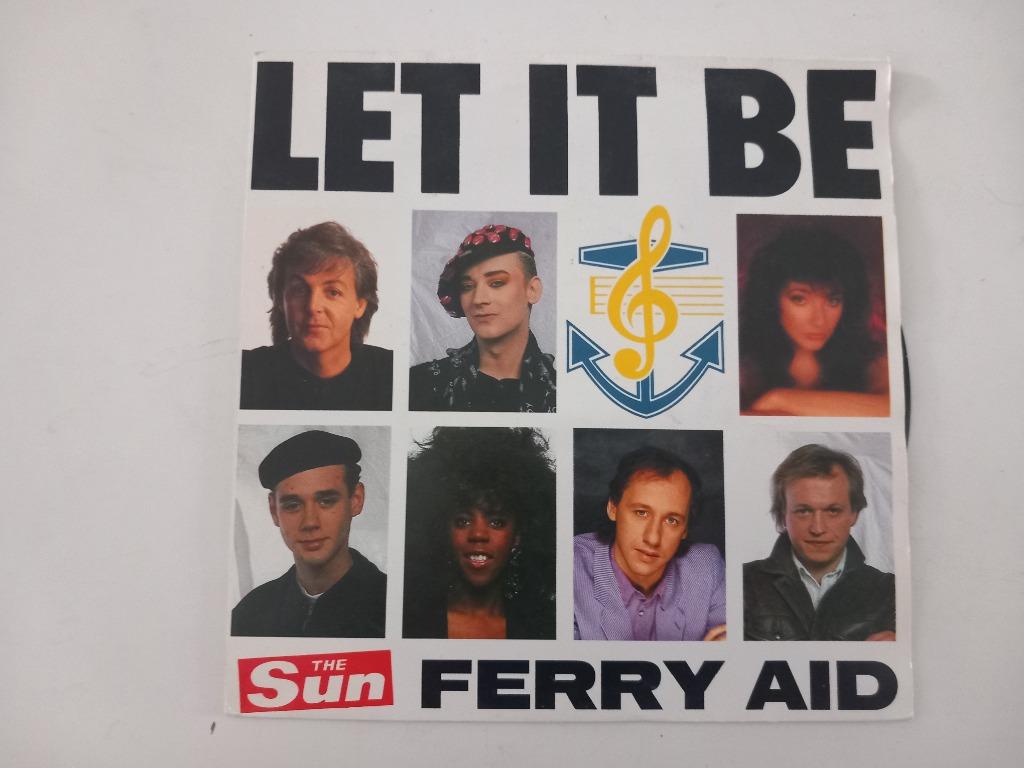 LET IT BE
THE
Sun
FERRY AID